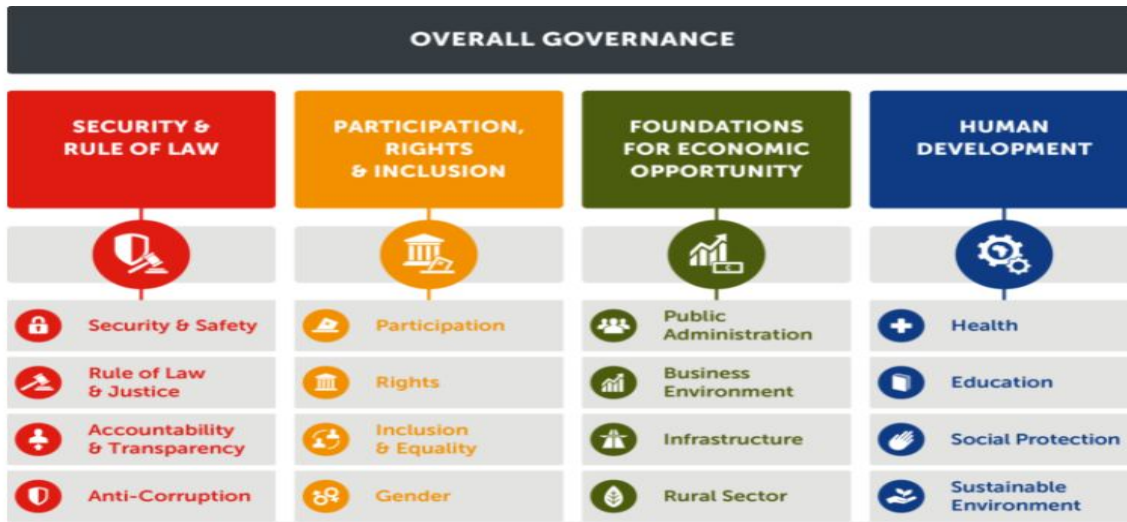 OVERALL GOVERNANCE
SECURITY &
RULE OF LAW
PARTICIPATION,
RIGHTS
& INCLUSION
FOUNDATIONS
FOR ECONOMIC
OPPORTUNITY
HUMAN
DEVELOPMENT
Security & Safety
Rule of Law
& Justice
Accountability
& Transparency
Anti-Corruption
Participation
Rights
Inclusion
& Equality
Gender
Public
Administration
Business
Environment
Infrastructure
Rural Sector
Health
Education
Social Protection
Sustainable
Environment